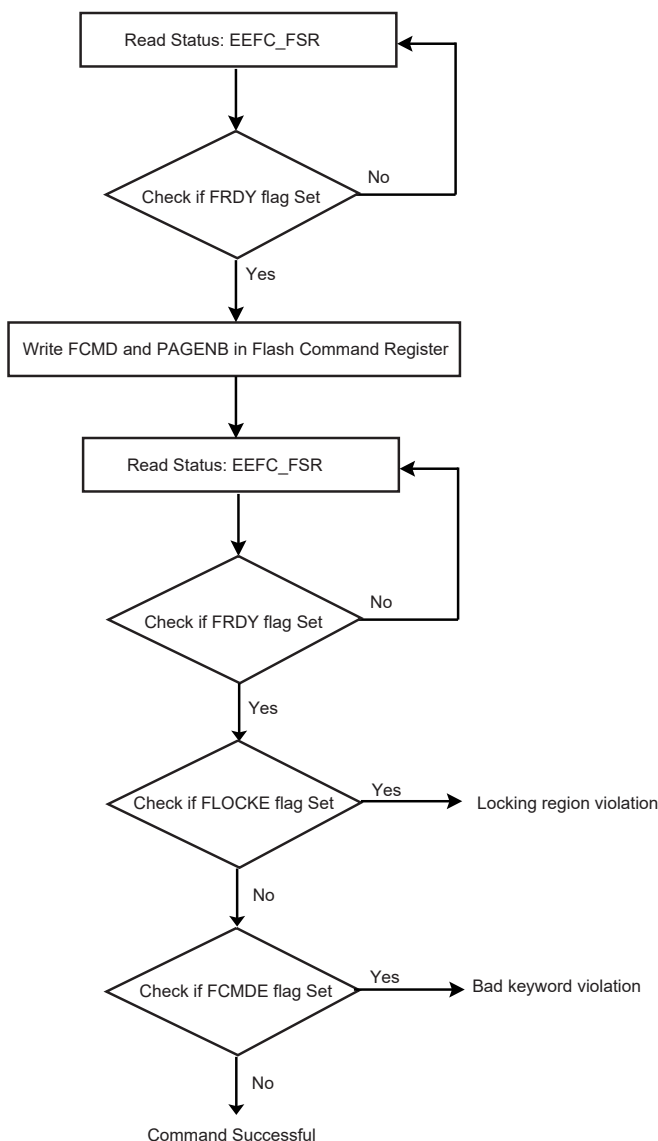 Read Status: EEFC_FSR
No
Check if FRDY flag Set
Yes
Write FCMD and PAGENB in Flash Command Register
Read Status: EEFC_FSR
No
Check if FRDY flag Set
Yes
Yes
Check if FLOCKE flag Set
Locking region violation
No
Yes
Check if FCMDE flag Set
Bad keyword violation
No
Command Successful